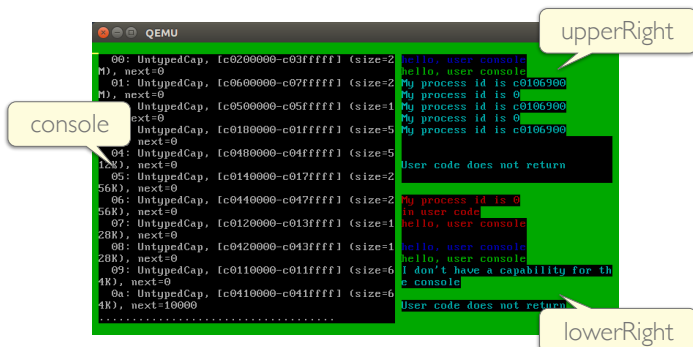 QEMU
upperRight
console
lowerRight
00: UntypedCap, [c0200000-c03fffff] (size=2
M), next=0
01: UntypedCap, [c0600000-c07fffff] (size=2
M), next=0
: UntypedCap, [c0500000-c05fffff] (size=1
ext=0
: UntypedCap, [c0180000-c01fffff] (size=5
next=0
04: UntypedCap, [c0480000-c04fffff] (size=5
12K), next=0
05: UntypedCap, [c0140000-c017ffff] (size=2
56K), next=0
06: UntypedCap, [c0440000-c047ffff] (size=2
56K), next=0
07: UntypedCap, [c0120000-c013ffff] (size=1
28K), next=0
08: UntypedCap, [c0420000-c043ffff] (size=1
28K), next=0
09: UntypedCap, [c0110000-c011ffff] (size=6
4K), next=0
0a: UntypedCap, [c0410000-c041ffff] (size=6
4K), next=10000
...................................
hello, user console
hello, user console
My process id is c0106900
My process id is 0
My process id is c0106900
My process id is 0
My process id is c0106900
User code does not return
My process id is 0
in user code
hello, user console
hello, user console
hello, user console
I don't have a capability for th
e console
User code does not return